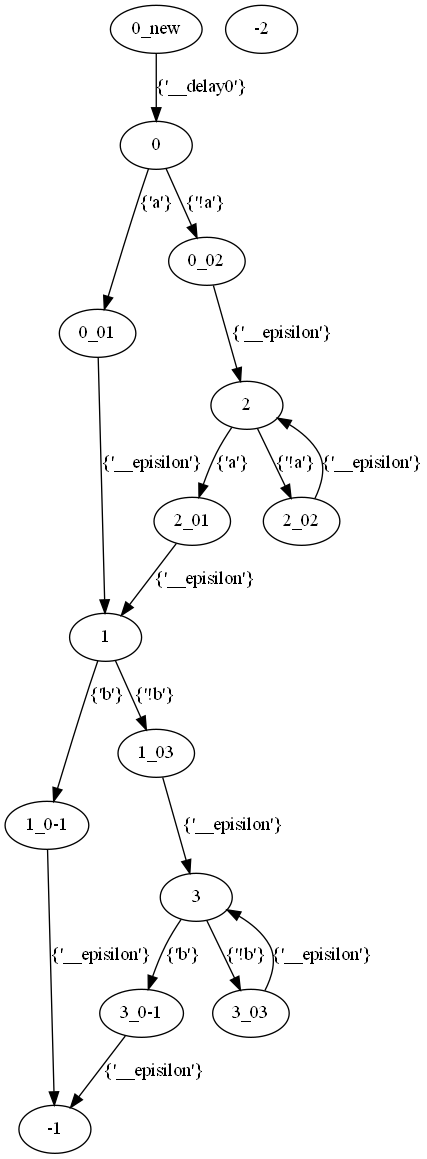 0_new
-2
{'__delay0'}
0
{'a'}
{'!a'}
0_02
0_01
{'__episilon'}
2
{'__episilon'}
{'a'}
{'!a'}
{'__episilon'}
2_01
2_02
{'__episilon'}
1
{'b'}
{'!b'}
1_03
1_0-1
{'__episilon'}
3
{'__episilon'}
{'b'}
{'!b'}
{'__episilon'}
3_0-1
3_03
{'__episilon'}
-1